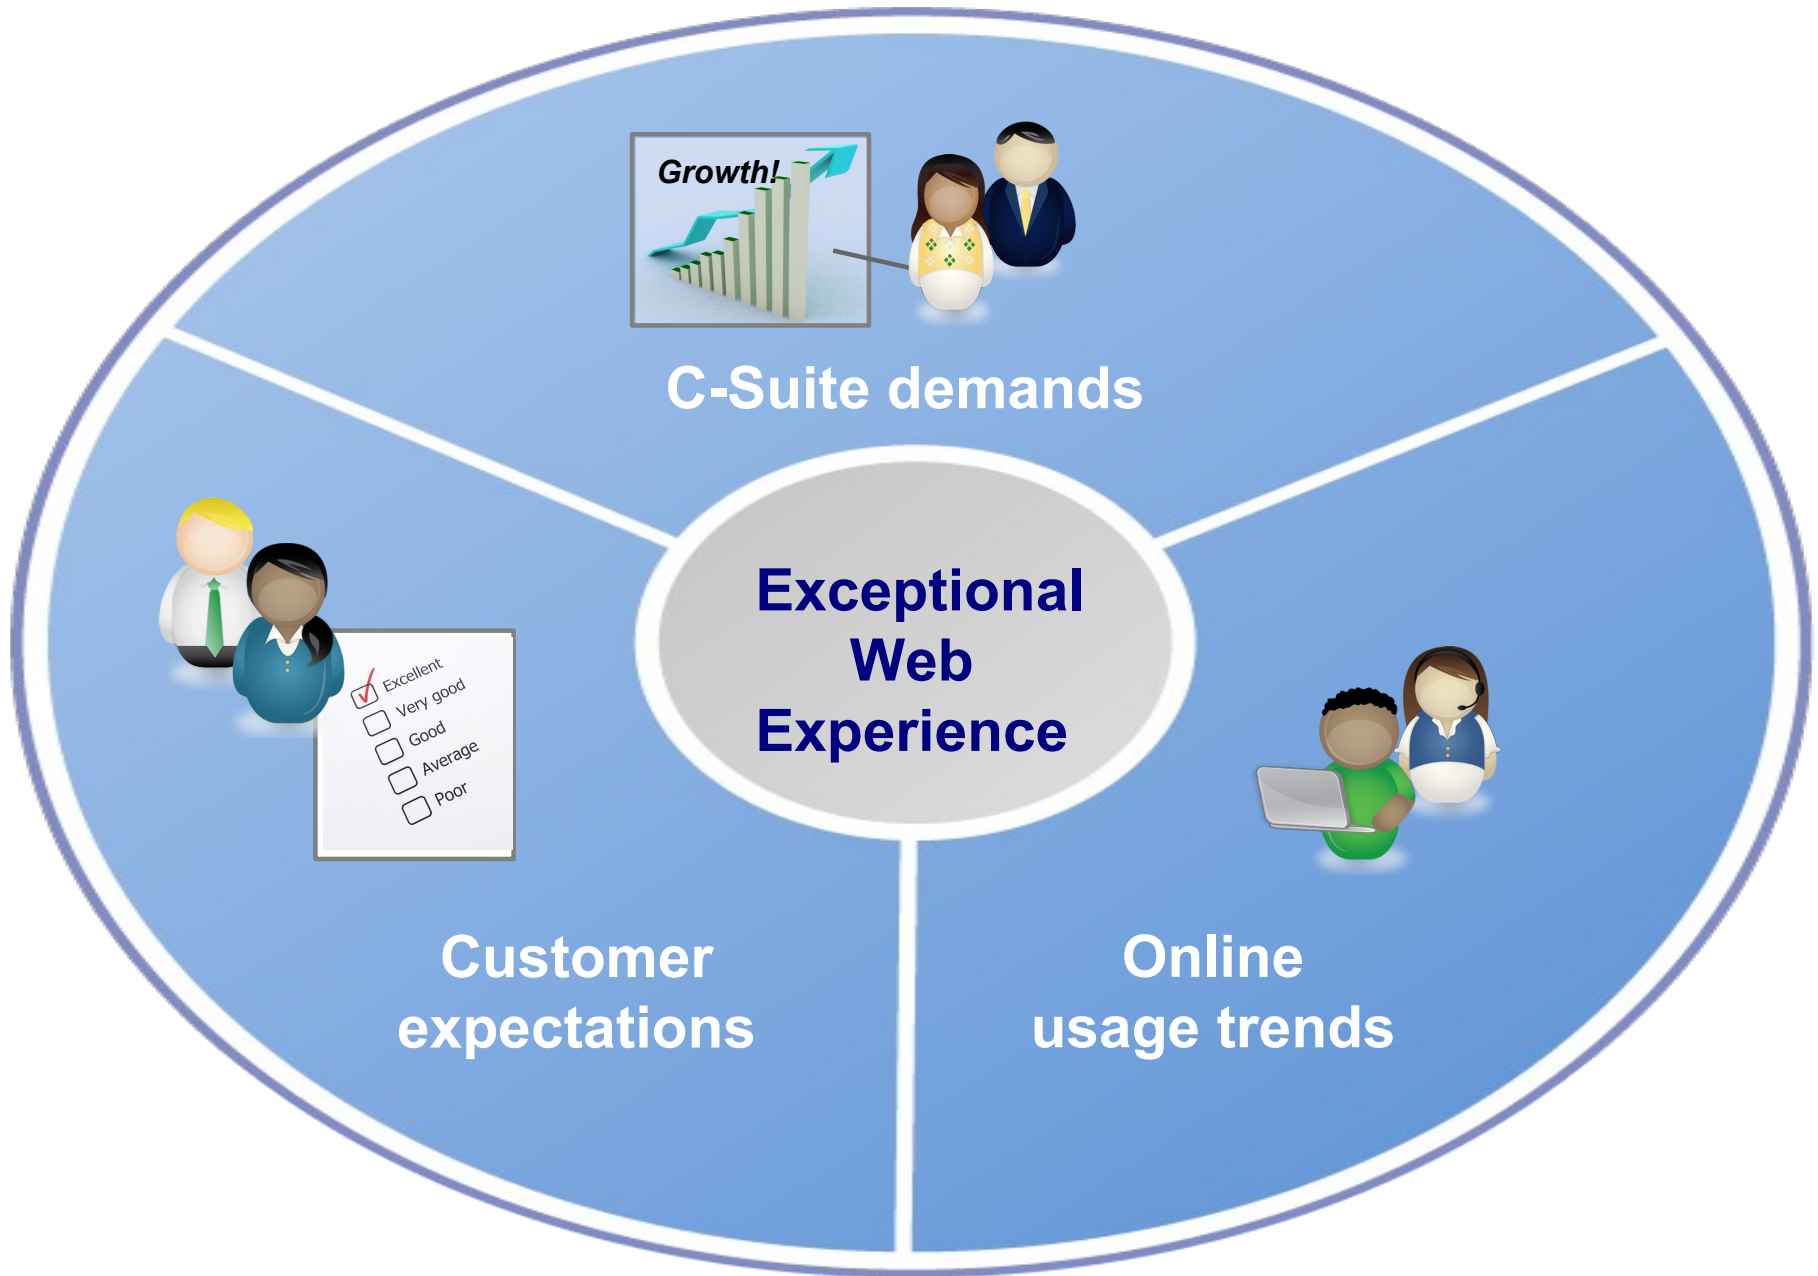 Growth!
C-Suite demands
Exceptional
Web
Experience
Excellent
Very good
Good
Average
Poor
Customer
expectations
Online
usage trends